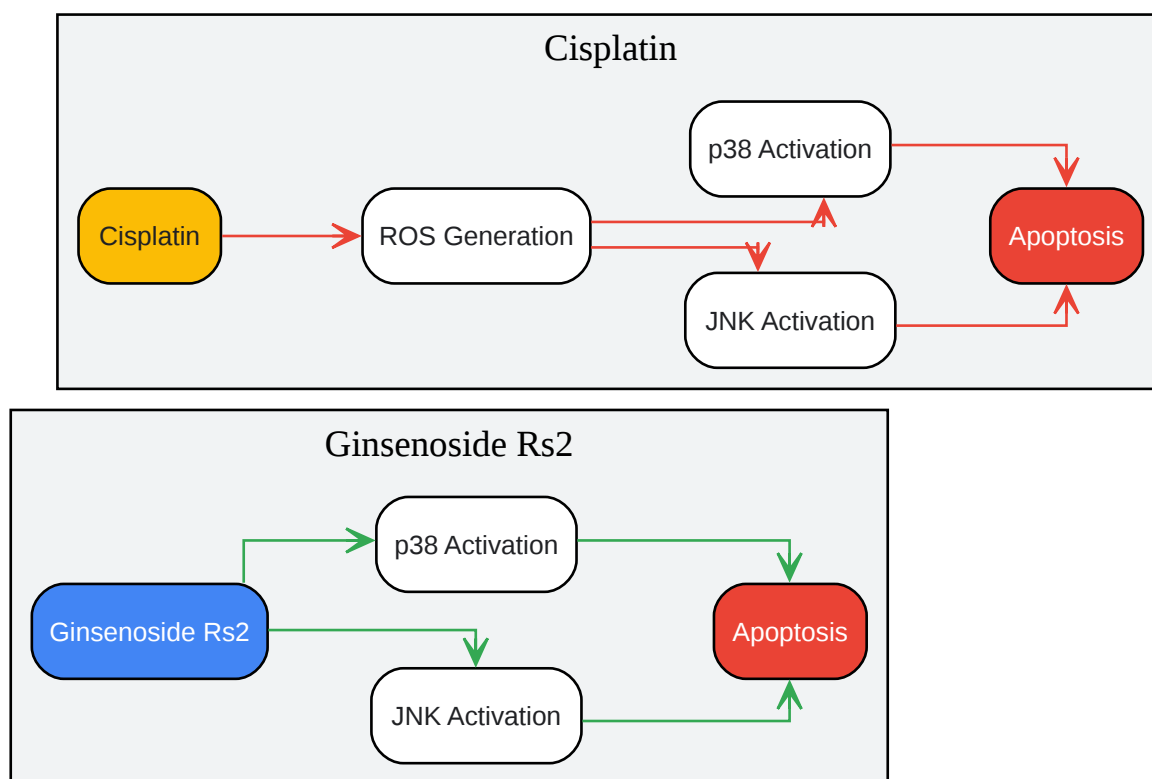 Cisplatin
p38 Activation
Cisplatin
ROS Generation
Apoptosis
JNK Activation
Ginsenoside Rs2
p38 Activation
Ginsenoside Rs2
Apoptosis
JNK Activation